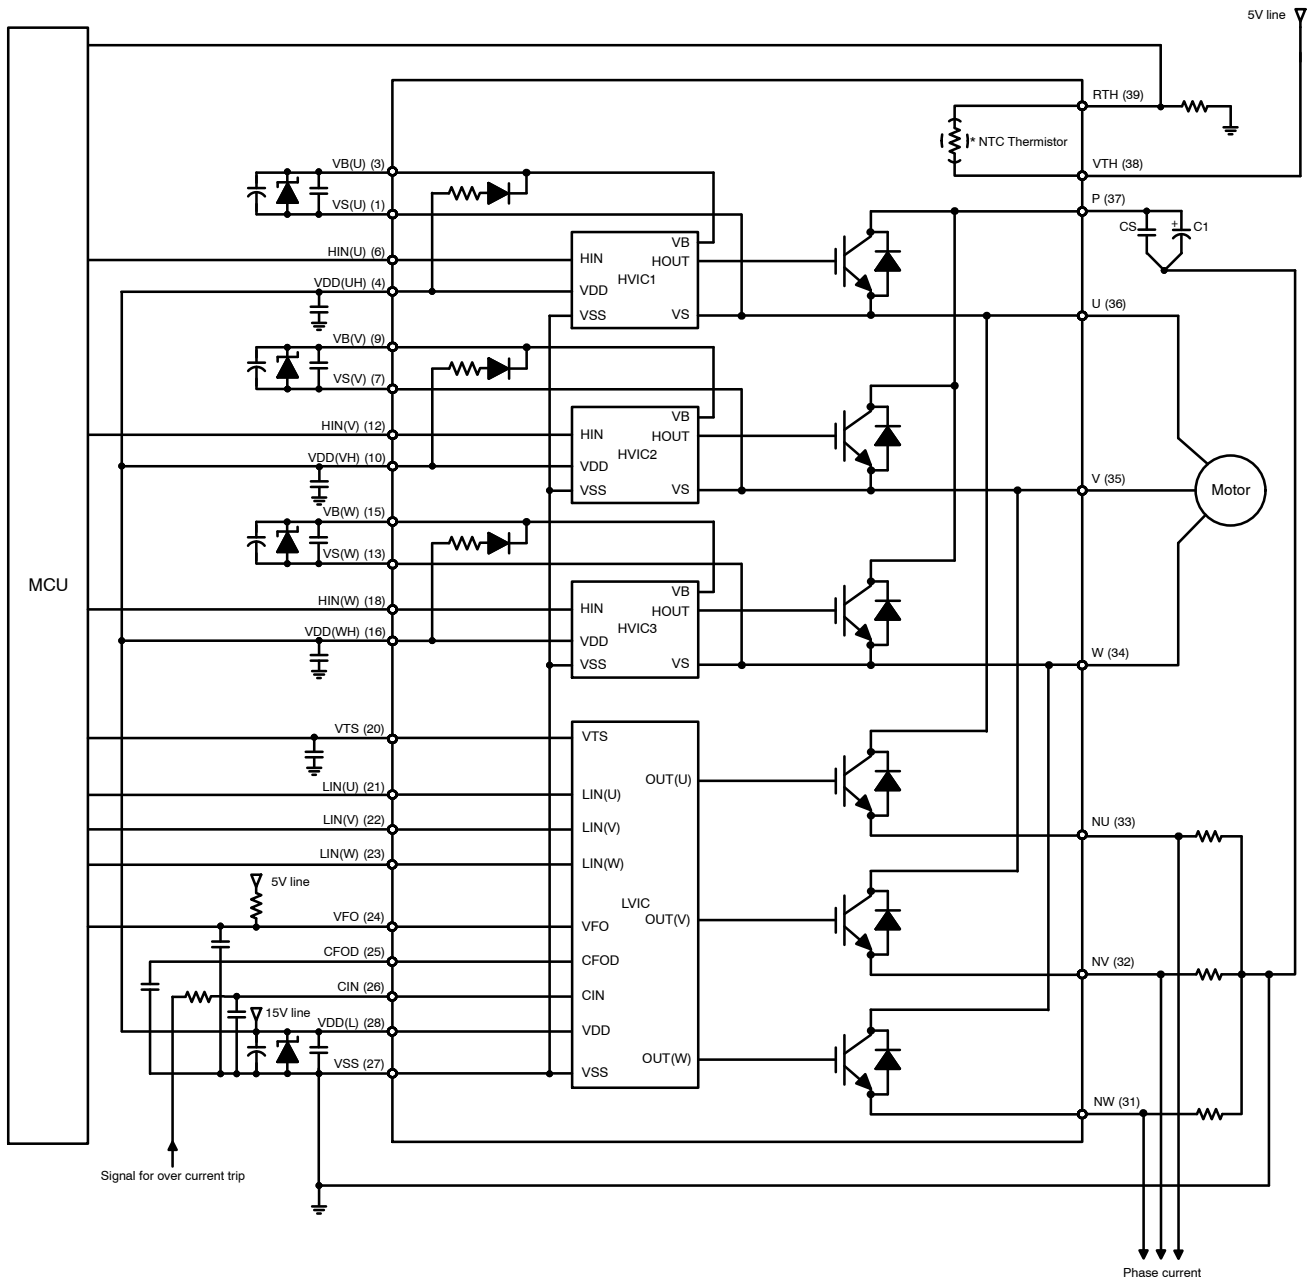 5V line
RTH (39)
(*) NTC Thermistor
VTH (38)
VB(U) (3)
VS(U) (1)
P (37)
CS
+
C1
VB
HIN(U) (6)
HIN
HOUT
HVIC1
VDD(UH) (4)
VDD
VSS
VS
U (36)
VB(V) (9)
VS(V) (7)
VB
HIN(V) (12)
HIN
HOUT
HVIC2
VDD(VH) (10)
VDD
VSS
VS
V (35)
Motor
VB(W) (15)
VS(W) (13)
MCU
VB
HIN(W) (18)
HIN
HOUT
HVIC3
VDD(WH) (16)
VDD
VSS
VS
W (34)
VTS (20)
VTS
OUT(U)
LIN(U) (21)
LIN(U)
LIN(V) (22)
LIN(V)
NU (33)
LIN(W) (23)
LIN(W)
5V line
LVIC
VFO (24)
VFO
OUT(V)
CFOD (25)
CFOD
NV (32)
CIN (26)
CIN
15V line
VDD(L) (28)
VDD
OUT(W)
VSS (27)
VSS
NW (31)
Signal for over current trip
Phase current